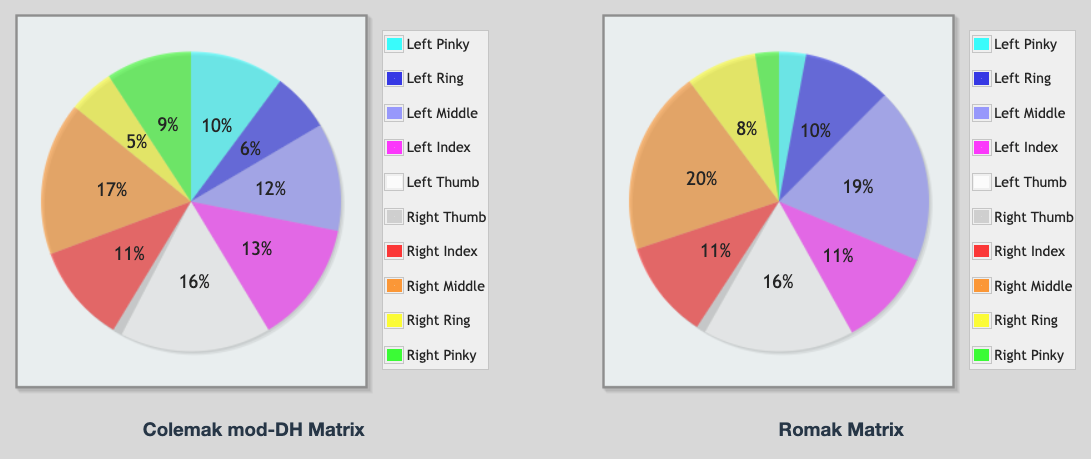 Left Pinky
Left Ring
Left Middle
Left Index
Left Thumb
Right Thumb
Right Index
Right Middle
Right Ring
Right Pinky
9%
10%
5%
6%
17%
12%
11%
13%
16%
Colemak mod-DH Matrix
Left Pinky
Left Ring
Left Middle
Left Index
Left Thumb
Right Thumb
Right Index
Right Middle
Right Ring
Right Pinky
8%
10%
20%
19%
11%
11%
16%
Romak Matrix